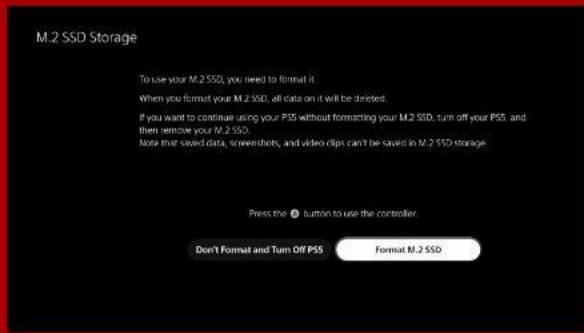 M.2 SSD Storage
To use your M.2 SSD, you need to format it.
When you format your M.2 SSD, all data on it will be deleted.
If you want to continue using your PS5 without formatting your M.2 SSD, turn off your PS5, and
then remove your M.2 SSD.
Note that saved data, screenshots, and video clips can't be saved in M.2 SSD storage.
Press the button to use the controller.
Don't Format and Turn Off PS5
Format M.2 SSD